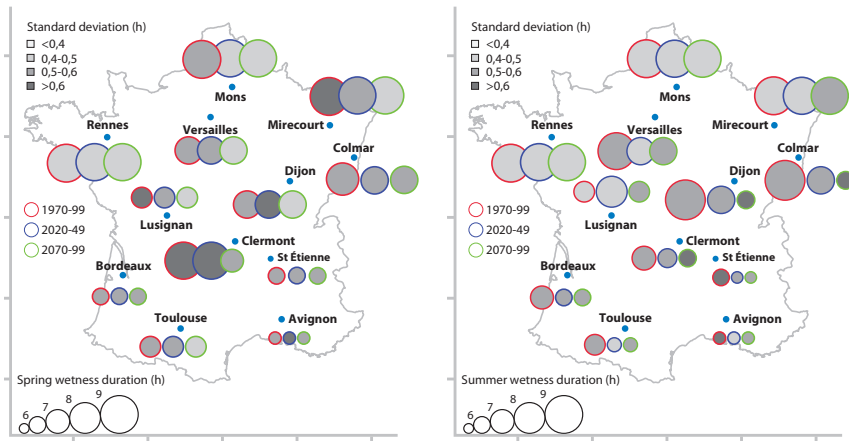 Standard deviation (h)
<0,4
0,4-0,5
0,5-0,6
>0,6
Mons
Rennes
Versailles
Mirecourt
Colmar
Dijon
1970-99
2020-49
2070-99
Lusignan
Clermont
St Étienne
Bordeaux
Toulouse
Avignon
Spring wetness duration (h)
6 7 8 9
Standard deviation (h)
<0,4
0,4-0,5
0,5-0,6
>0,6
Mons
Rennes
Versailles
Mirecourt
Colmar
Dijon
1970-99
2020-49
2070-99
Lusignan
Clermont
St Étienne
Bordeaux
Toulouse
Avignon
Summer wetness duration (h)
6 7 8 9